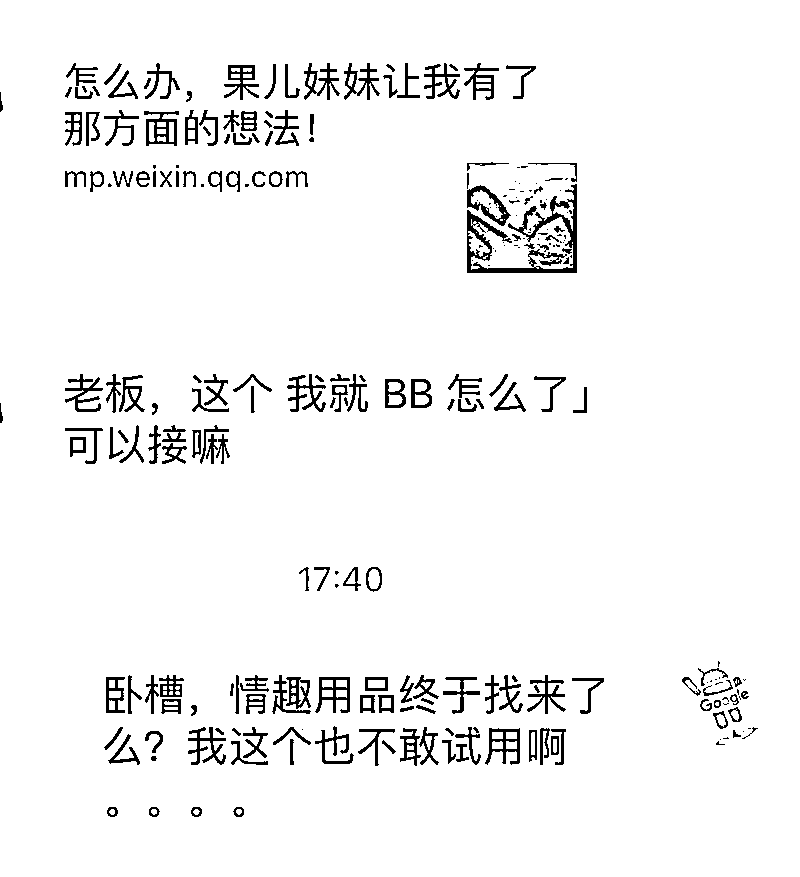 怎么办，果儿妹妹让我有了
那方面的想法！
mp.weixin.qq.com
老板，这个 我就 BB 怎么了」
可以接嘛
17:40
卧槽，情趣用品终于找来了
么？我这个也不敢试用啊
。。。。
Google